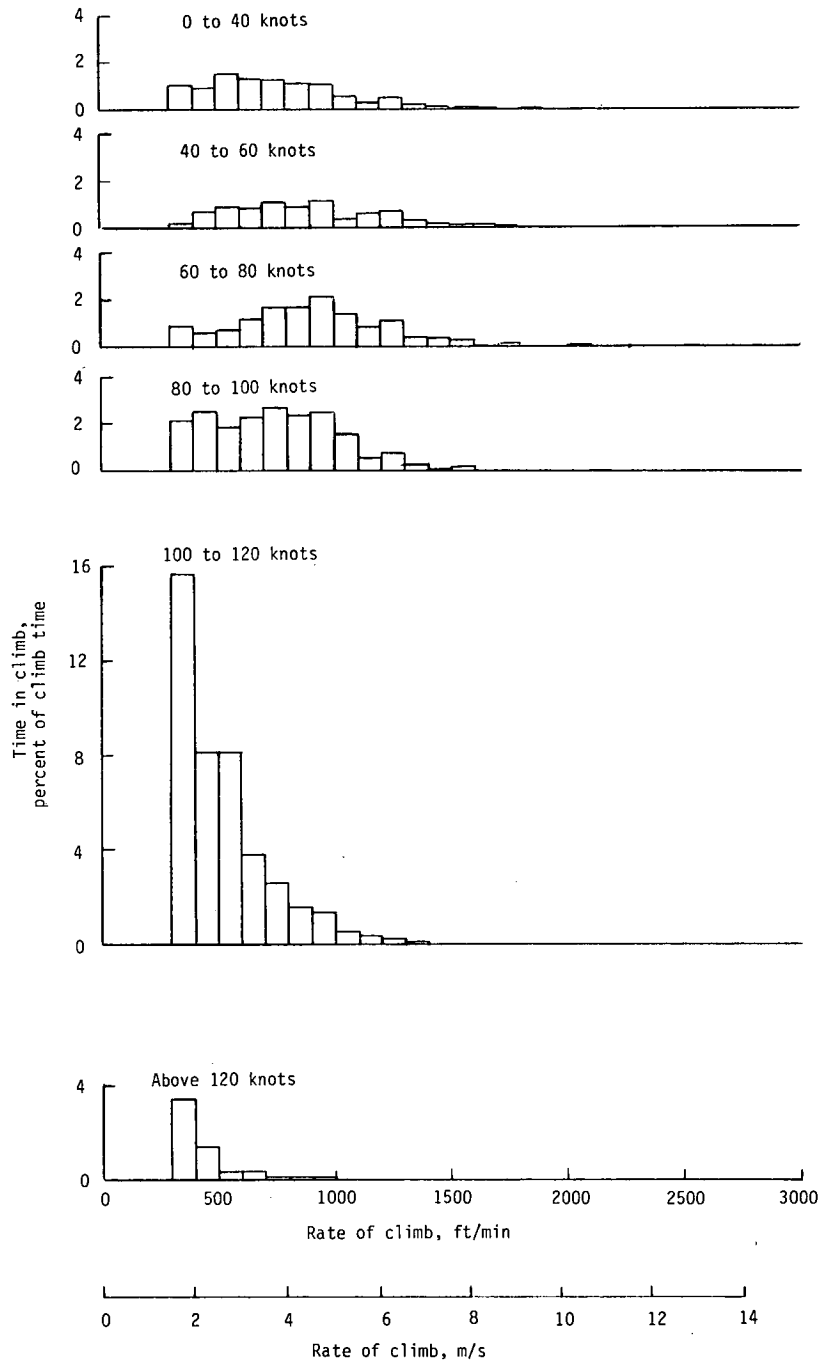 4
0 to 40 knots
2
0
4
40 to 60 knots
2
0
4
60 to 80 knots
2
0
4
80 to 100 knots
2
0
100 to 120 knots
16
12
Time in climb,
percent of climb time
8
4
0
4
Above 120 knots
0
0 500 1000 1500 2000 2500 3000
Rate of climb, ft/min
0 2 4 6 8 10 12 14
Rate of climb, m/s